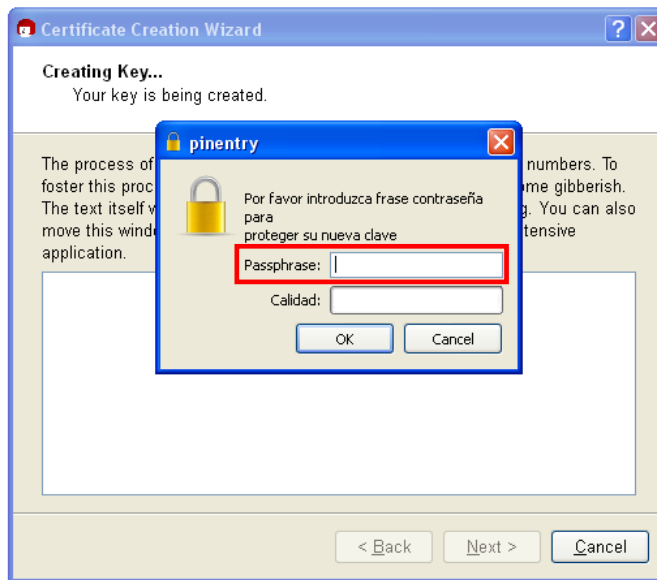 Certificate Creation Wizard
Creating Key...
Your key is being created.
pinentry
The process of numbers. To
foster this proc ome gibberish.
The text itself g. You can also
move this wind tensive
application.
Por favor introduzca frase contraseña
para
proteger su nueva clave
Passphrase:
Calidad:
OK Cancel
< Back Next > Cancel